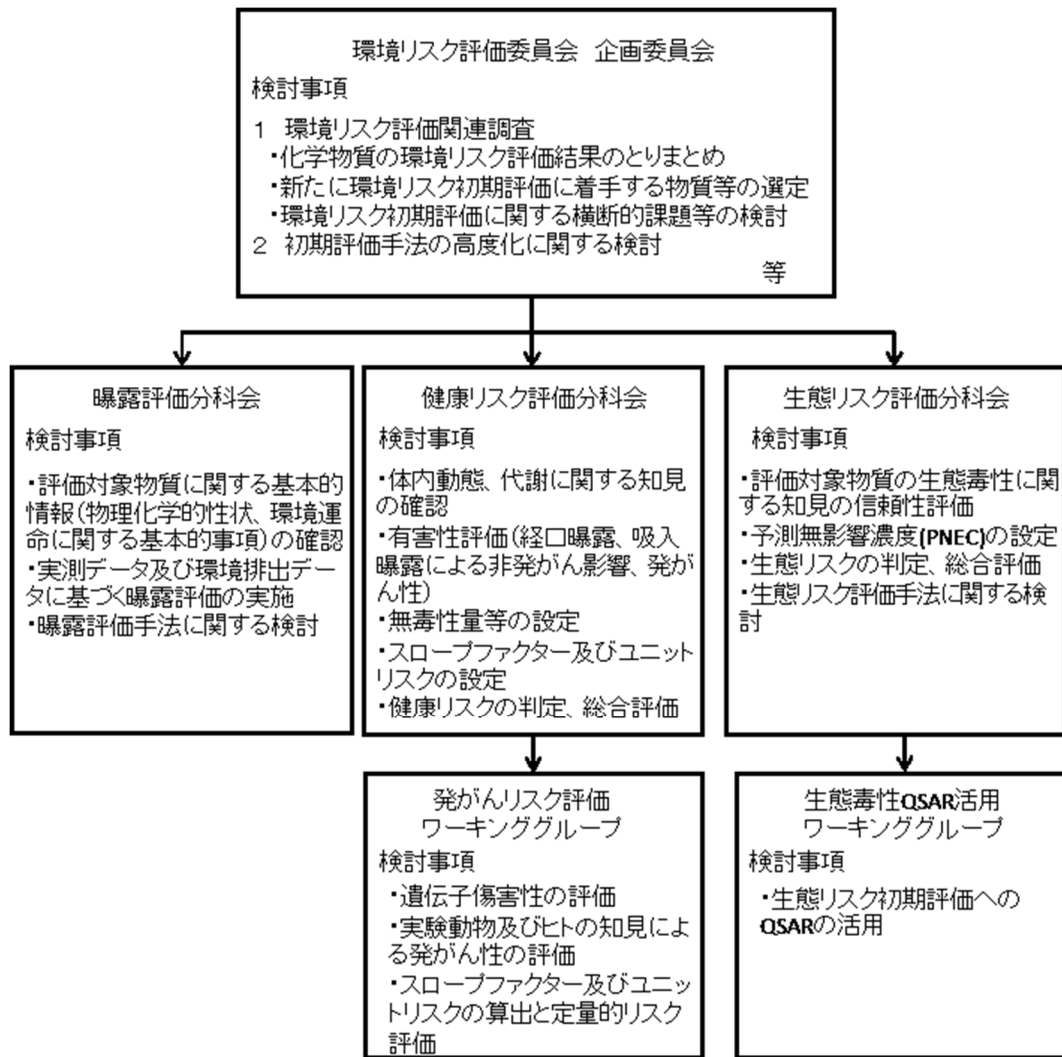 環境リスク評価委員会 企画委員会
検討事項
1 環境リスク評価関連調査
・化学物質の環境リスク評価結果のとりまとめ
・新たに環境リスク初期評価に着手する物質等の選定
・環境リスク初期評価に関する横断的課題等の検討
2 初期評価手法の高度化に関する検討
等
曝露評価分科会
検討事項
・評価対象物質に関する基本的
情報(物理化学的性状、環境運
命に関する基本的事項)の確認
・実測データ及び環境排出デー
タに基づく曝露評価の実施
・曝露評価手法に関する検討
健康リスク評価分科会
検討事項
・体内動態、代謝に関する知見
の確認
・有害性評価(経口曝露、吸入
曝露による非発がん影響、発が
ん性)
・無毒性量等の設定
・スロープファクター及びユニット
リスクの設定
・健康リスクの判定、総合評価
生態リスク評価分科会
検討事項
・評価対象物質の生態毒性に関
する知見の信頼性評価
・予測無影響濃度(PNEC)の設定
・生態リスクの判定、総合評価
・生態リスク評価手法に関する検
討
発がんリスク評価
ワーキンググループ
検討事項
・遺伝子傷害性の評価
・実験動物及びヒトの知見によ
る発がん性の評価
・スロープファクター及びユニッ
トリスクの算出と定量的リスク
評価
生態毒性QSAR活用
ワーキンググループ
検討事項
・生態リスク初期評価への
QSARの活用